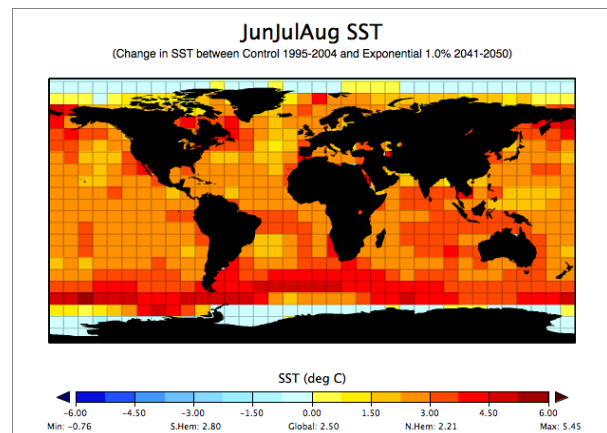 JunJulAug SST
(Change in SST between Control 1995-2004 and Exponential 1.0% 2041-2050)
SST (deg C)
-6.00 -4.50 -3.00 -1.50 0.00 1.50 3.00 4.50 6.00
Min: -0.76 S.Hem: 2.80 Global: 2.50 N.Hem: 2.21 Max: 5.45